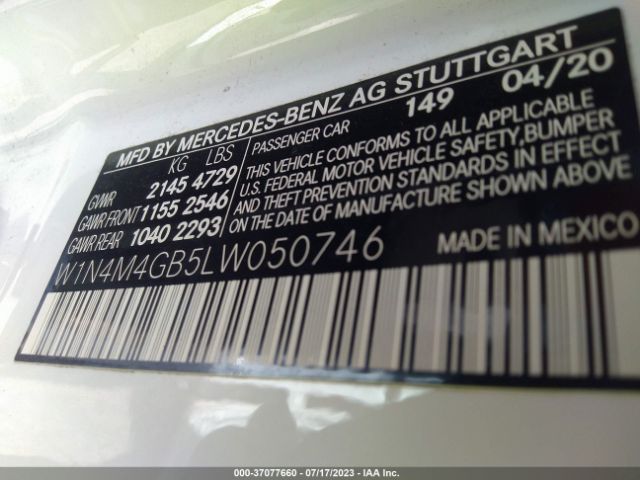 MFD BY MERCEDES-BENZ AG STUTTGART
KG LBS
GVWR 2145 4729
GAWR FRONT 1155 2546
GAWR REAR 1040 2293
149 04/20
PASSENGER CAR
THIS VEHICLE CONFORMS TO ALL APPLICABLE
U.S. FEDERAL MOTOR VEHICLE SAFETY, BUMPER
AND THEFT PREVENTION STANDARDS IN EFFECT
ON THE DATE OF MANUFACTURE SHOWN ABOVE
W1N4M4GB5LW050746
MADE IN MEXICO
000-37077660 - 07/17/2023 - IAA Inc.